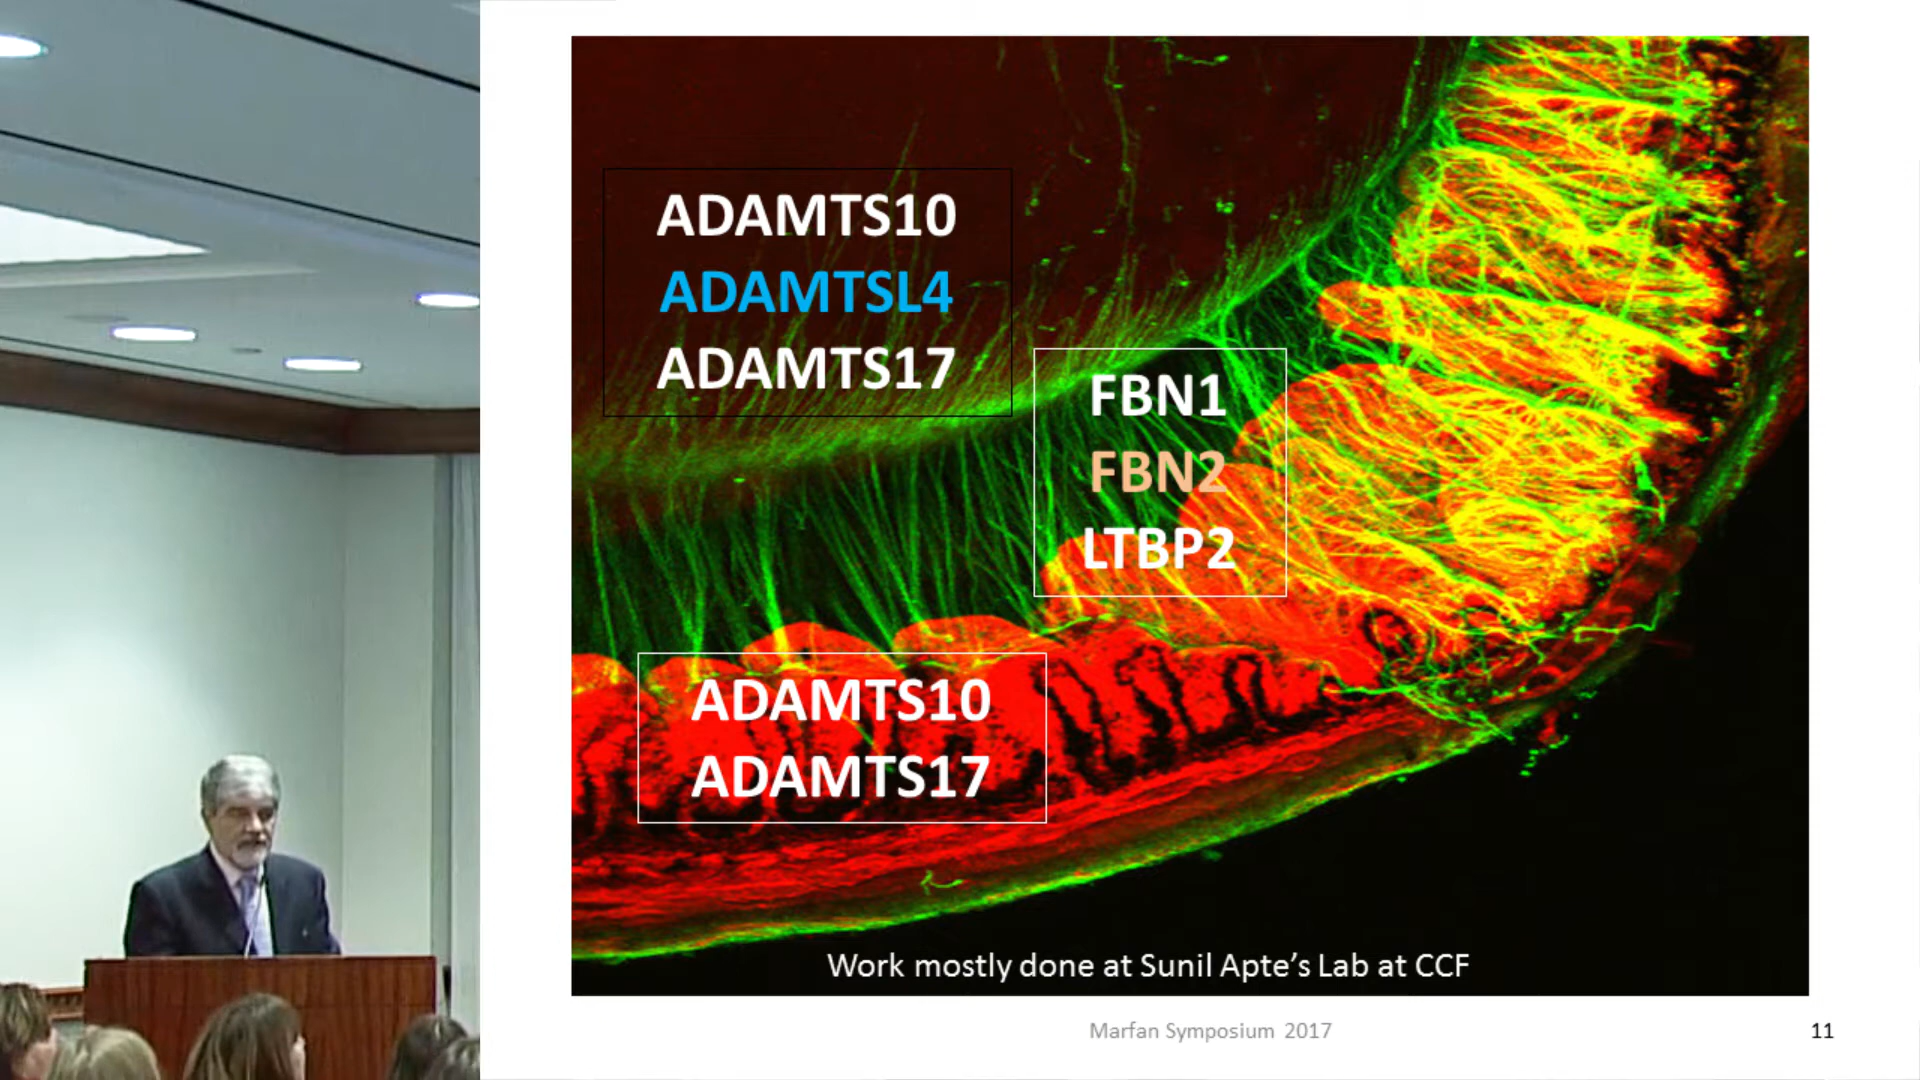 ADAMTS10
ADAMTSL4
ADAMTS17
FBN1
FBN2
LTBP2
ADAMTS10
ADAMTS17
Work mostly done at Sunil Apte's Lab at CCF
Marfan Symposium 2017
11